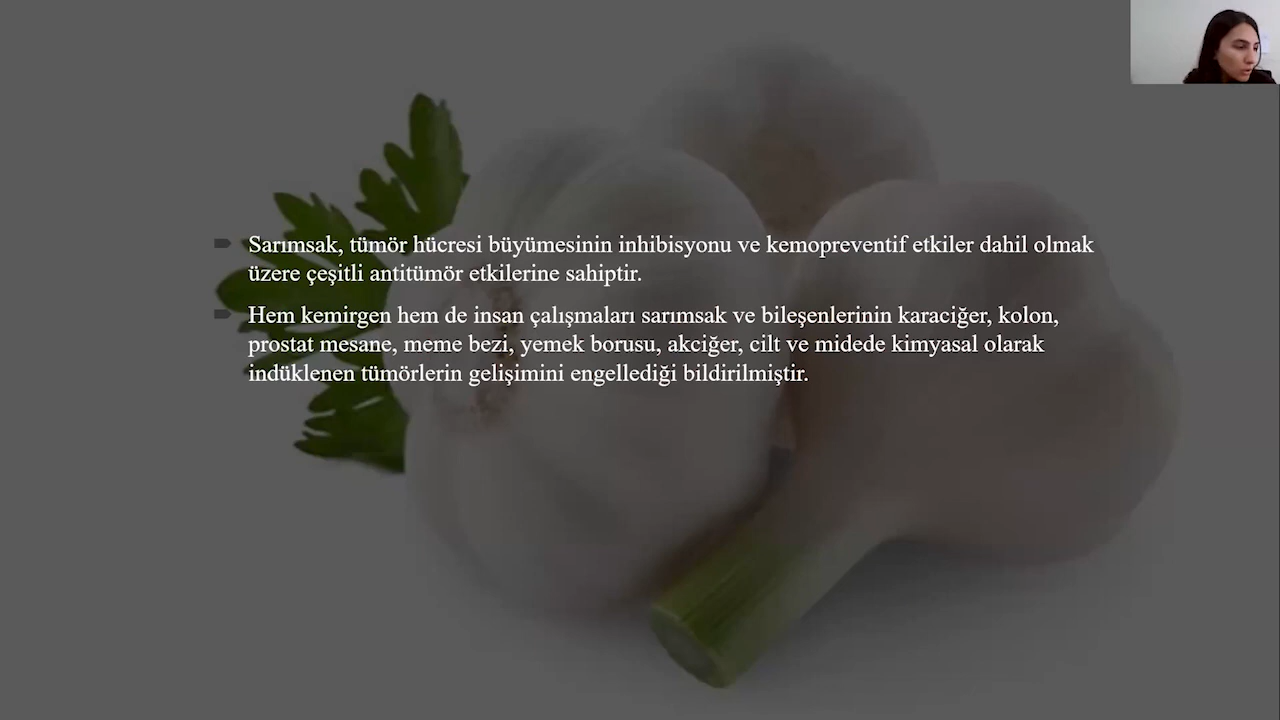 Sarımsak, tümör hücresi büyümesinin inhibisyonu ve kemopreventif etkiler dahil olmak
üzere çeşitli antitümör etkilerine sahiptir.
Hem kemirgen hem de insan çalışmaları sarımsak ve bileşenlerinin karaciğer, kolon,
prostat mesane, meme bezi, yemek borusu, akciğer, cilt ve midede kimyasal olarak
indüklenen tümörlerin gelişimini engellediği bildirilmiştir.